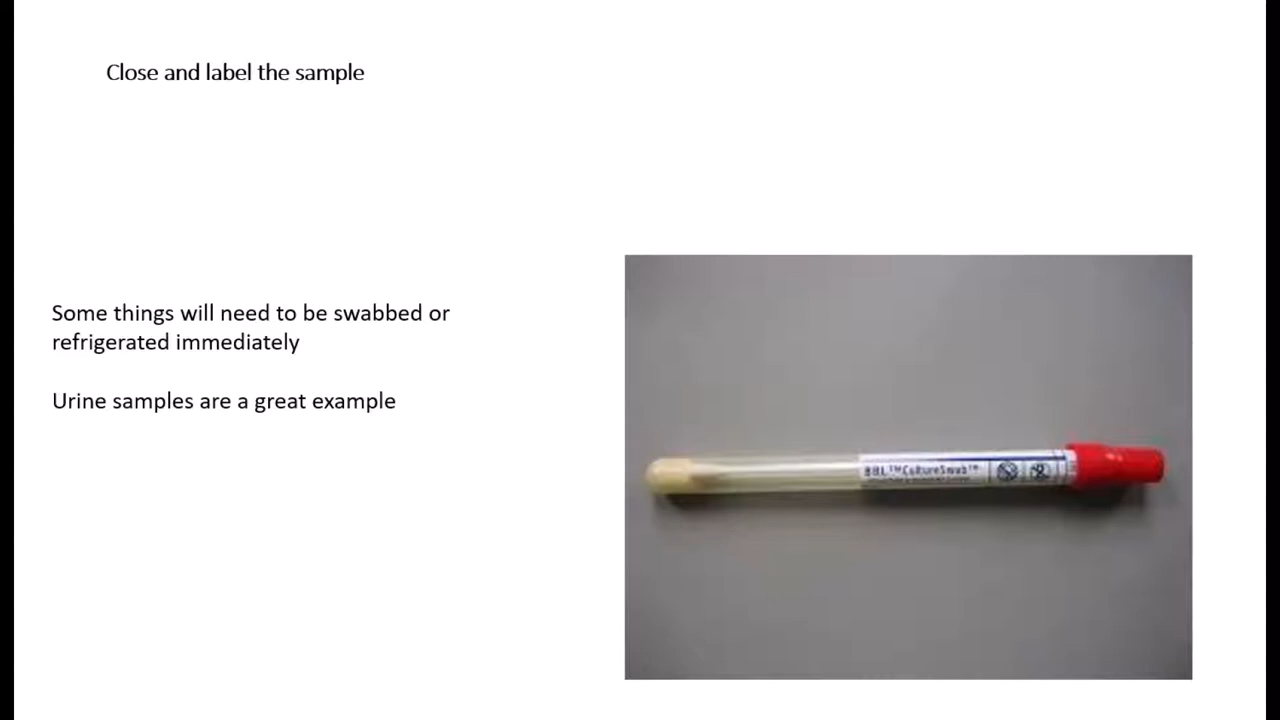 Close and label the sample
Some things will need to be swabbed or
refrigerated immediately
Urine samples are a great example
BBL™CultureSwab™